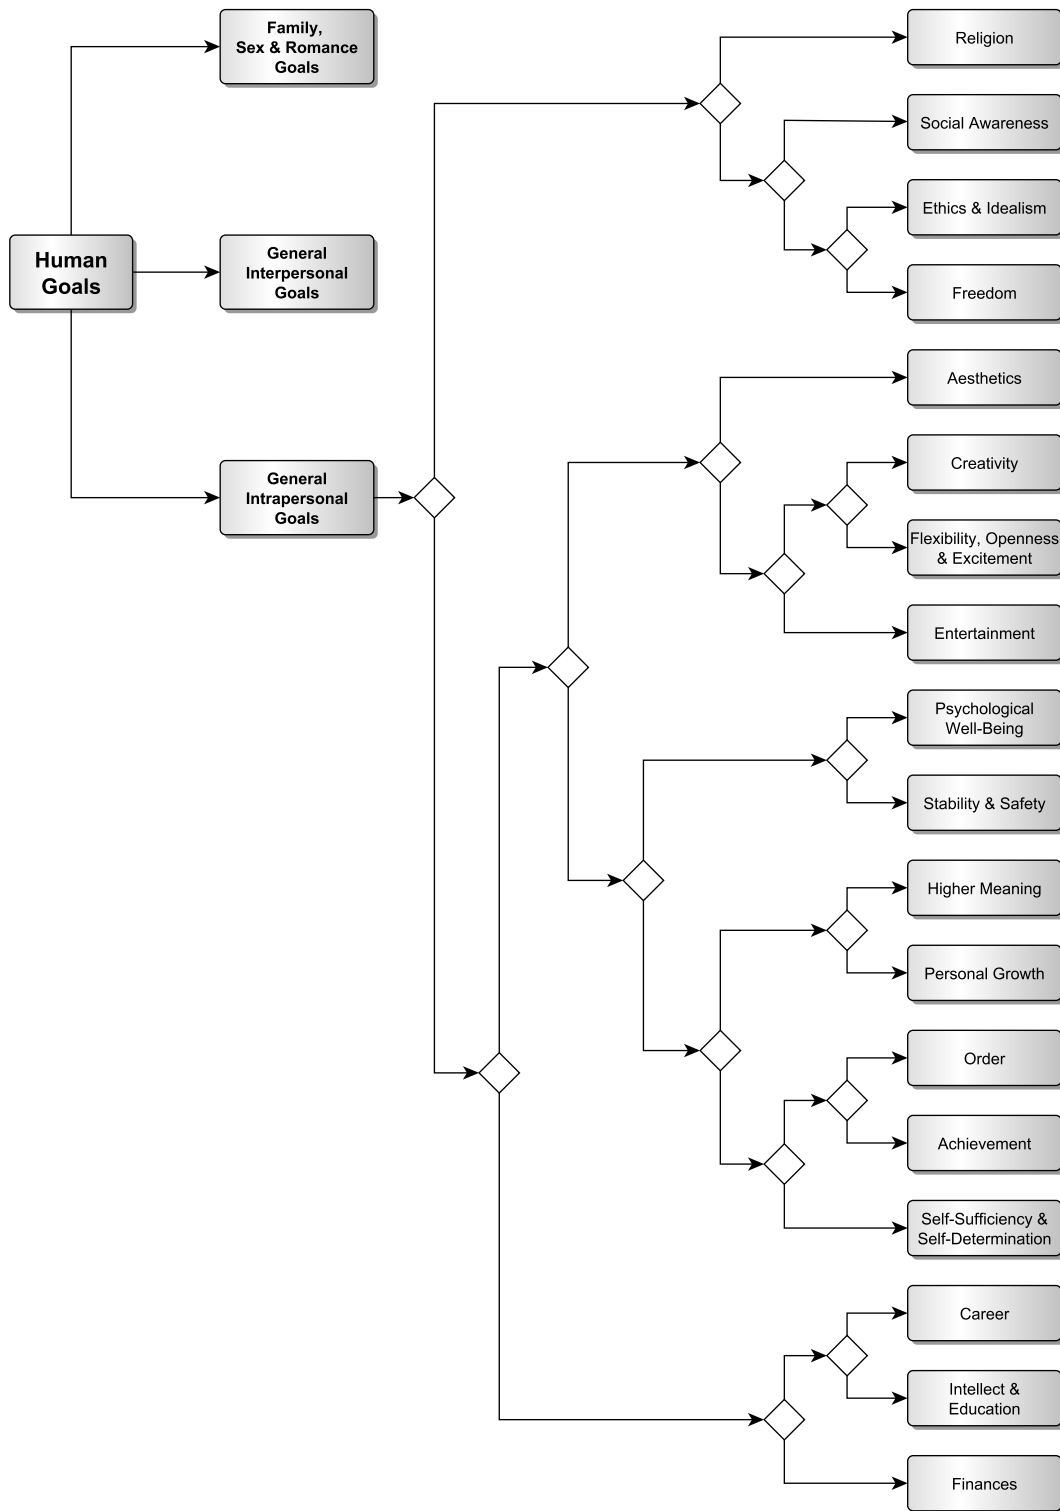 Family,
Sex & Romance
Goals
Human
Goals
General
Interpersonal
Goals
General
Intrapersonal
Goals
Religion
Social Awareness
Ethics & Idealism
Freedom
Aesthetics
Creativity
Flexibility, Openness
& Excitement
Entertainment
Psychological
Well-Being
Stability & Safety
Higher Meaning
Personal Growth
Order
Achievement
Self-Sufficiency &
Self-Determination
Career
Intellect &
Education
Finances